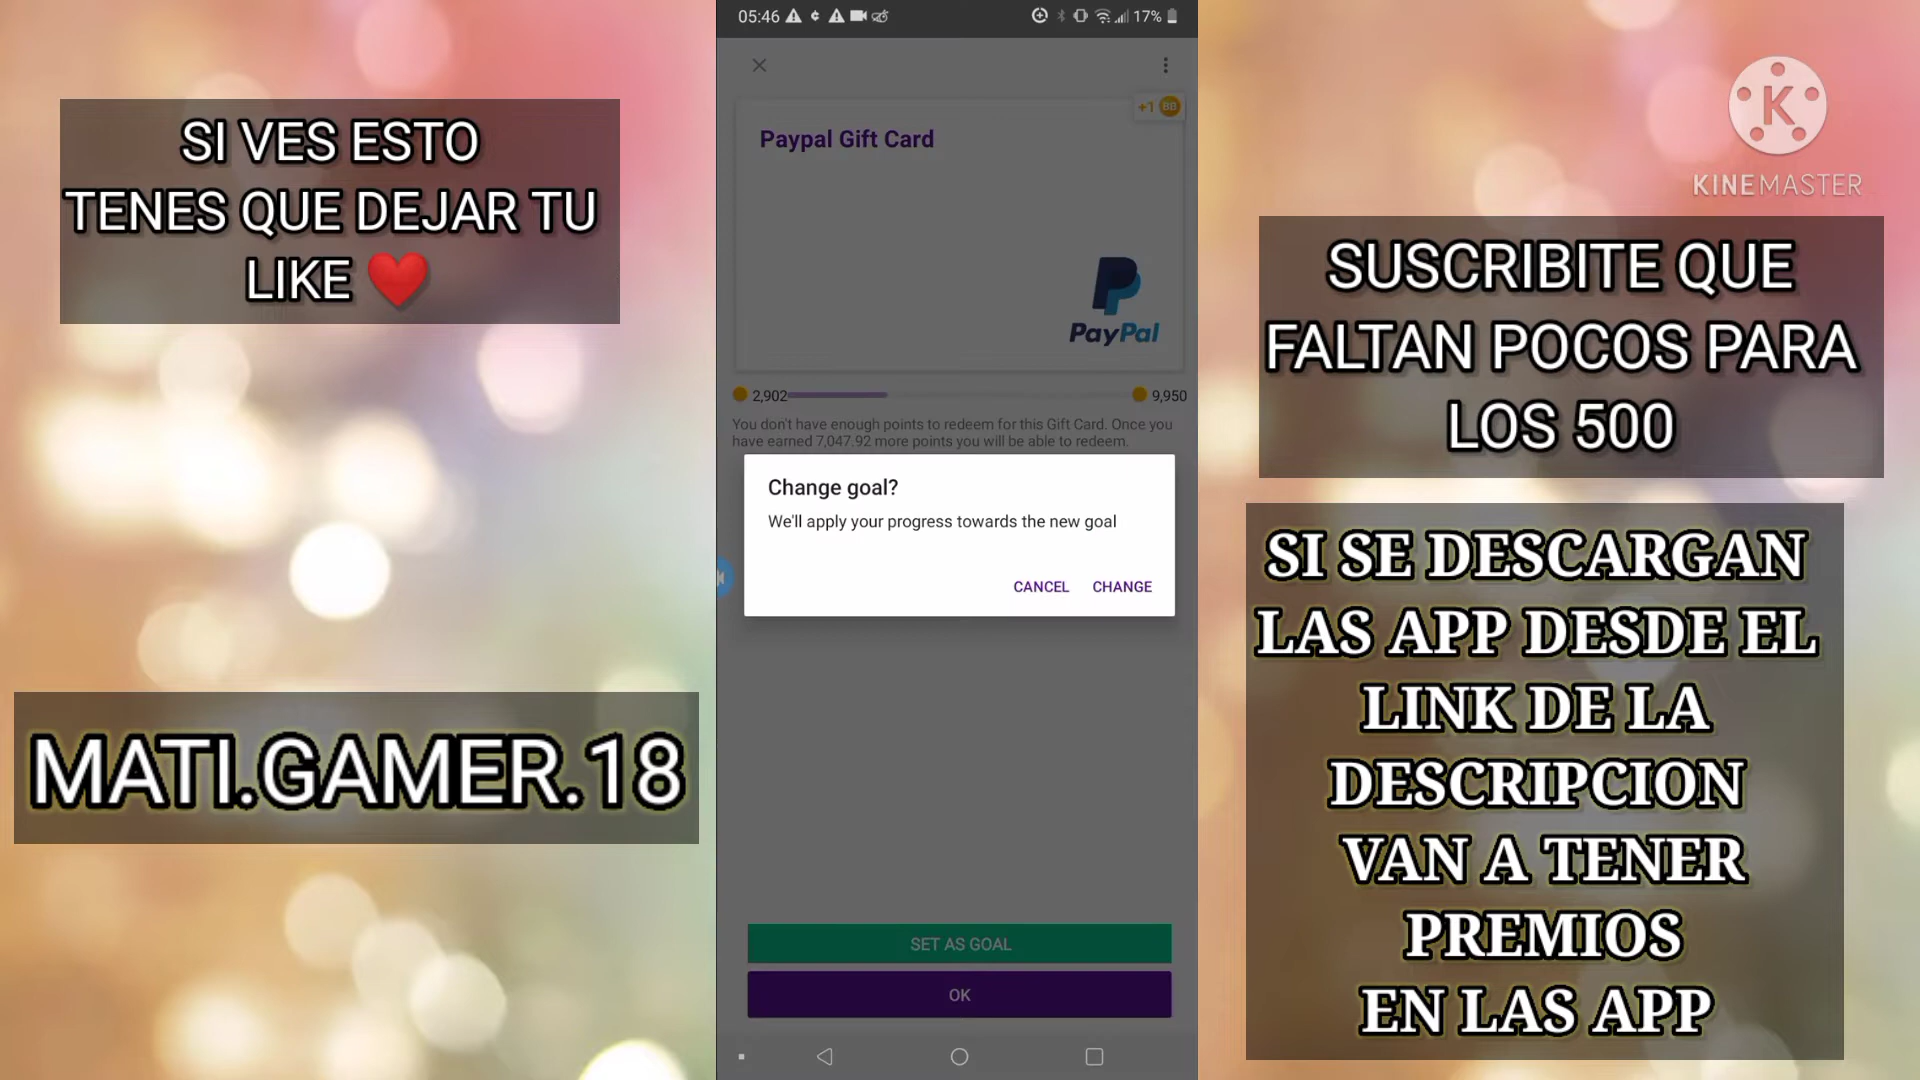 SI VES ESTO
TENES QUE DEJAR TU
LIKE ❤️
MATI.GAMER.18
05:46
17%
+1 BB
Paypal Gift Card
PayPal
2,902
9,950
You don't have enough points to redeem for this Gift Card. Once you
have earned 7,047.92 more points you will be able to redeem.
Change goal?
We'll apply your progress towards the new goal
CANCEL CHANGE
SET AS GOAL
OK
K
KINEMASTER
SUSCRIBITE QUE
FALTAN POCOS PARA
LOS 500
SI SE DESCARGAN
LAS APP DESDE EL
LINK DE LA
DESCRIPCION
VAN A TENER
PREMIOS
EN LAS APP